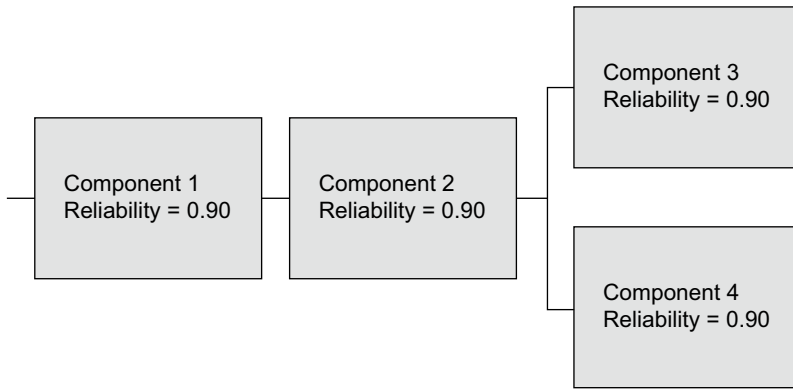 Component 1
Reliability = 0.90
Component 2
Reliability = 0.90
Component 3
Reliability = 0.90
Component 4
Reliability = 0.90